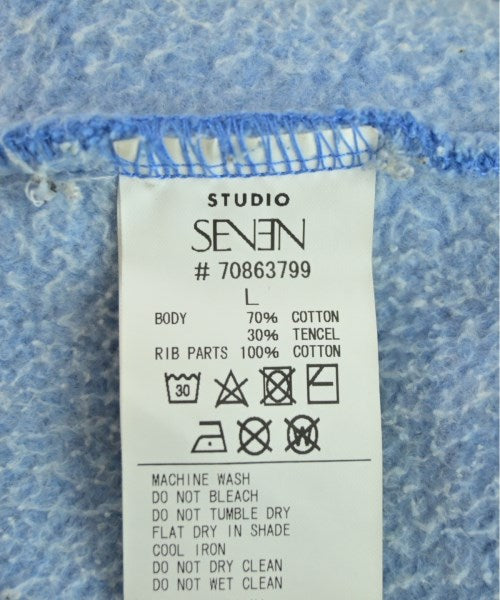 STUDIO
SEVEN
# 70863799
L
BODY 70% COTTON
30% TENCEL
RIB PARTS 100% COTTON
30
W
MACHINE WASH
DO NOT BLEACH
DO NOT TUMBLE DRY
FLAT DRY IN SHADE
COOL IRON
DO NOT DRY CLEAN
DO NOT WET CLEAN